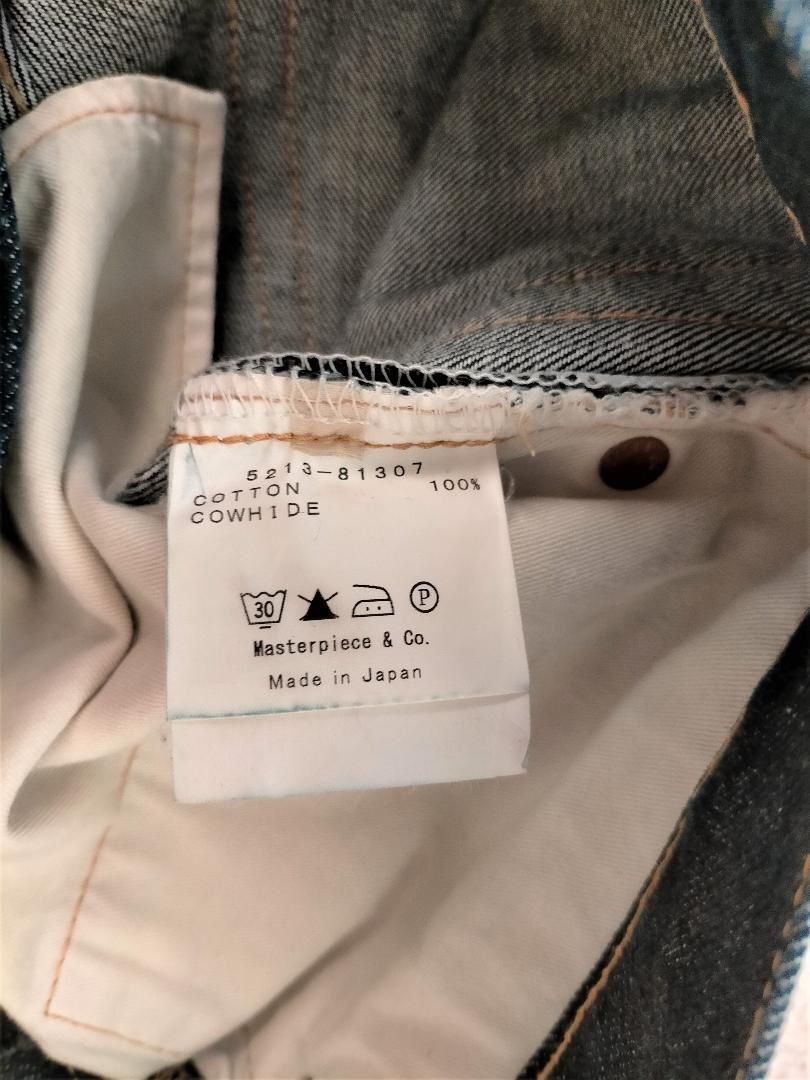 5213-81307
COTTON 100%
COWHIDE
30 P
Masterpiece & Co.
Made in Japan